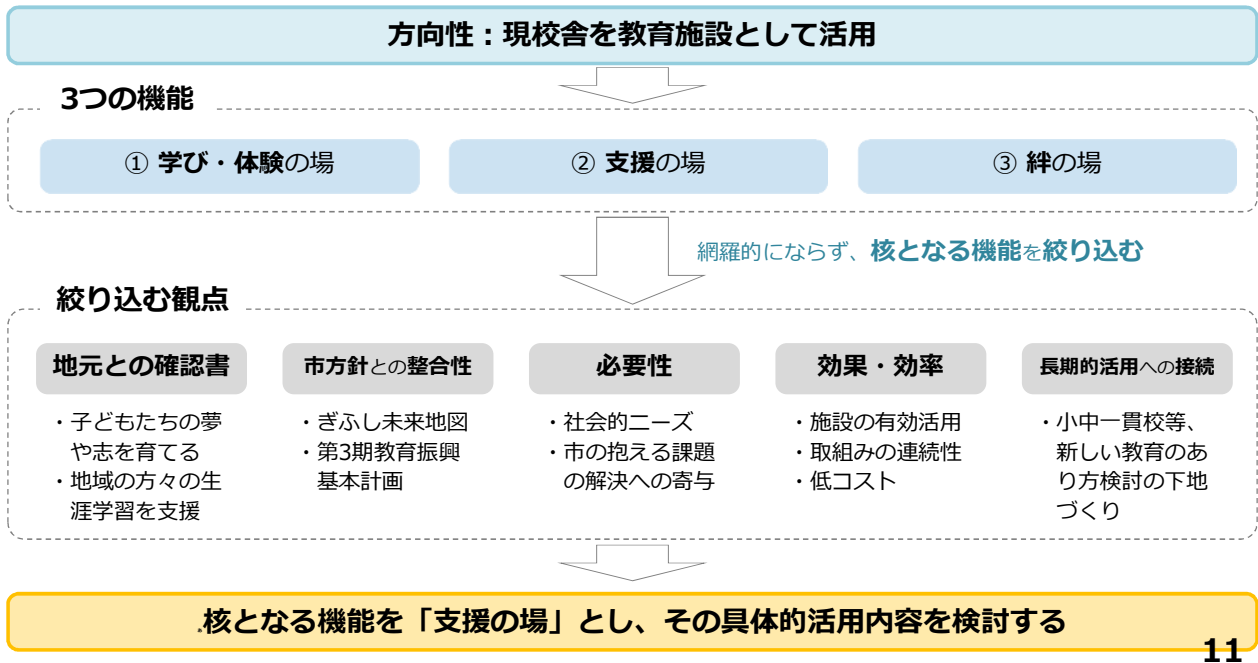 方向性：現校舎を教育施設として活用
3つの機能
① 学び・体験の場
② 支援の場
③ 絆の場
網羅的にならず、核となる機能を絞り込む
絞り込む観点
地元との確認書
・子どもたちの夢
や志を育てる
・地域の方々の生
涯学習を支援
市方針との整合性
・ぎふし未来地図
・第3期教育振興
基本計画
必要性
・社会的ニーズ
・市の抱える課題
の解決への寄与
効果・効率
・施設の有効活用
・取組みの連続性
・低コスト
長期的活用への接続
・小中一貫校等、
新しい教育のあ
り方検討の下地
づくり
核となる機能を「支援の場」とし、その具体的活用内容を検討する
11